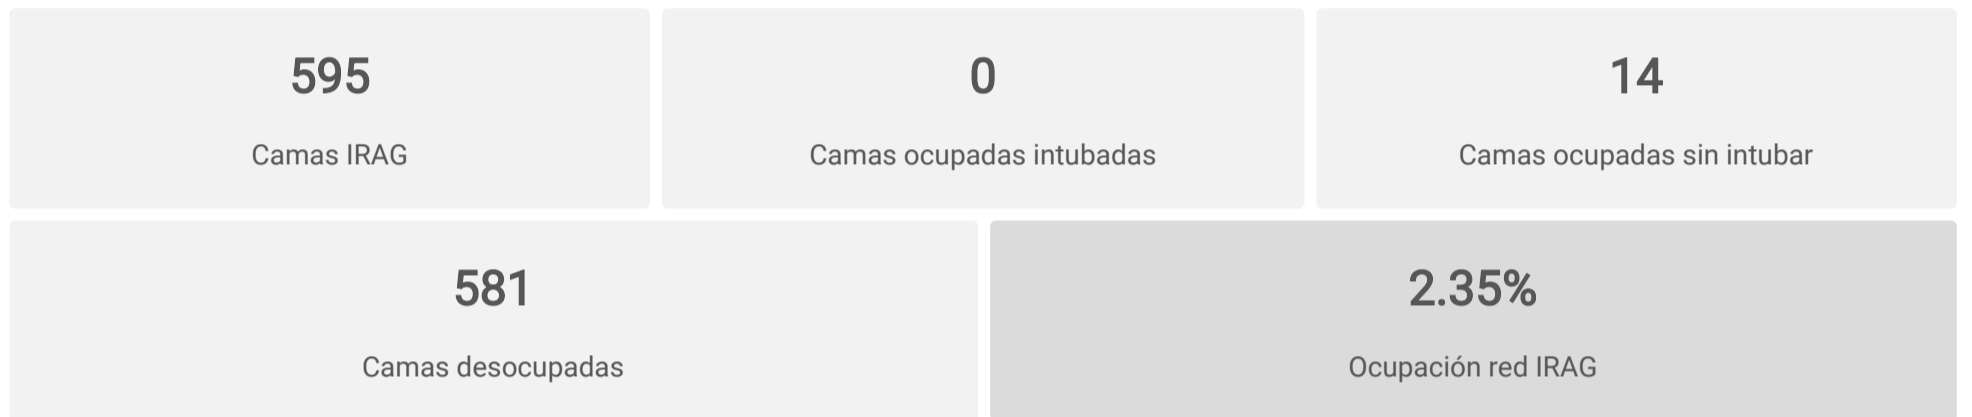 595
Camas IRAG
0
Camas ocupadas intubadas
14
Camas ocupadas sin intubar
581
Camas desocupadas
2.35%
Ocupación red IRAG